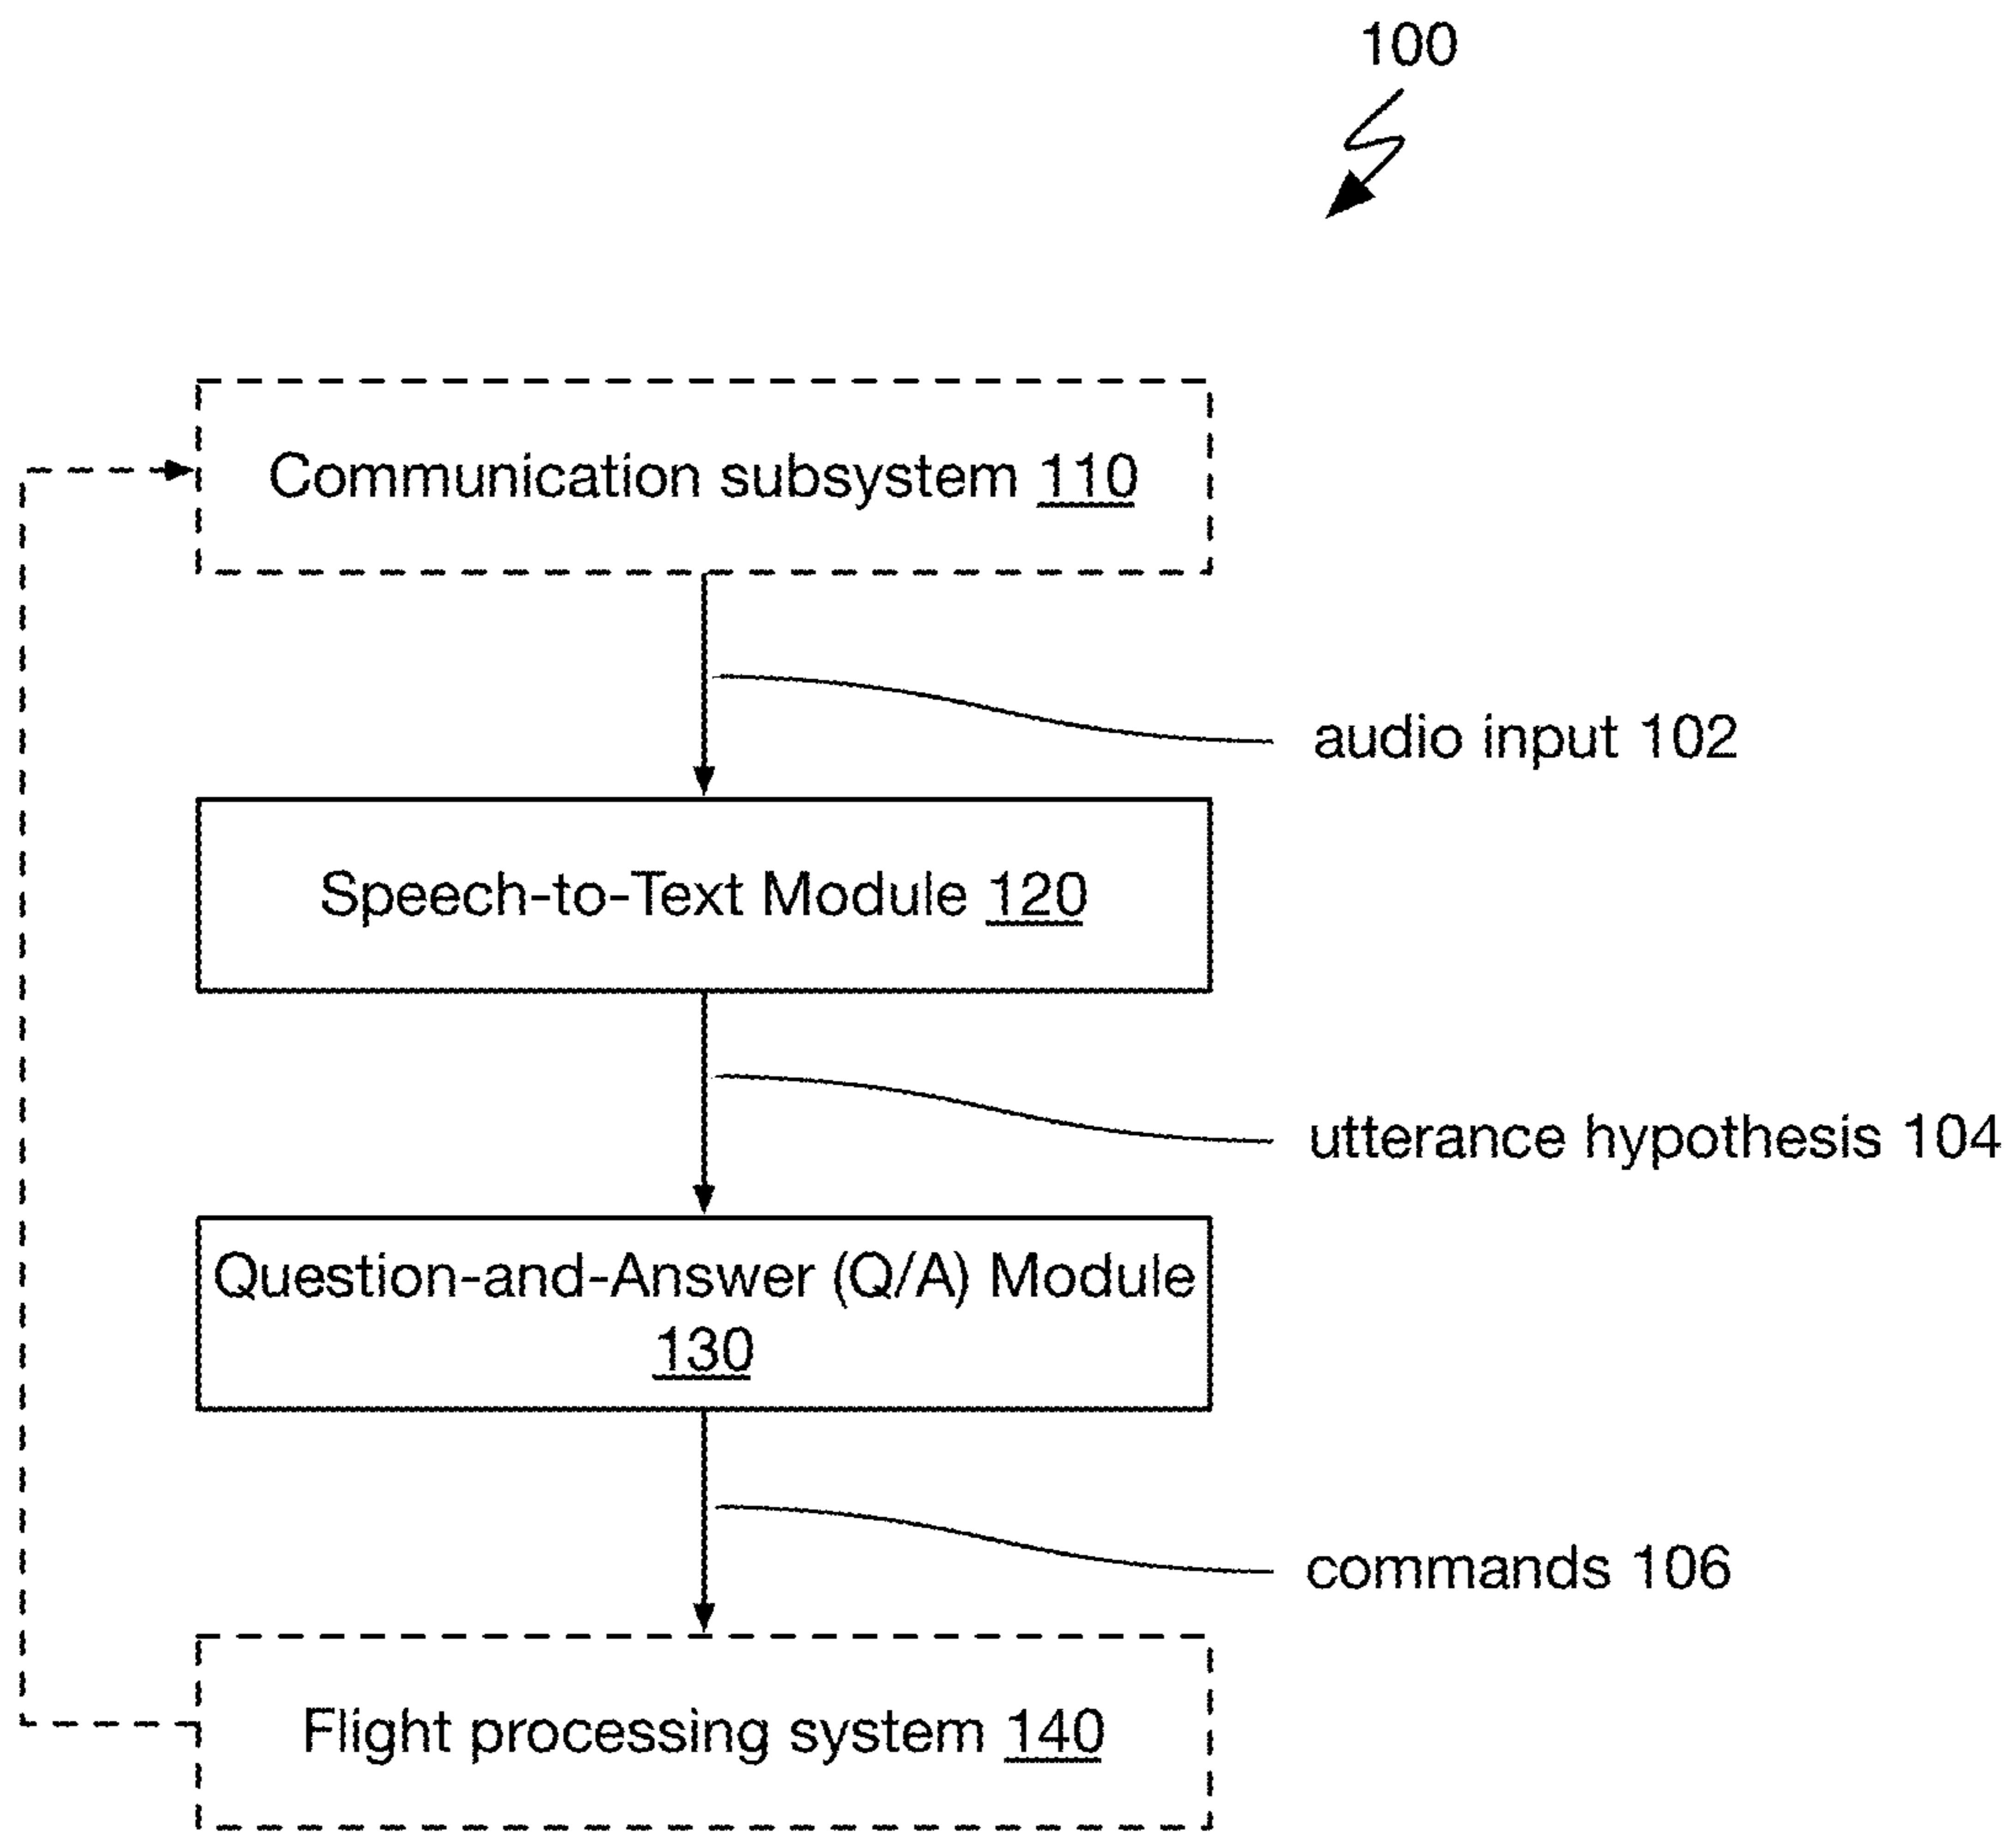 100
Communication subsystem 110
audio input 102
Speech-to-Text Module 120
utterance hypothesis 104
Question-and-Answer (Q/A) Module
130
commands 106
Flight processing system 140